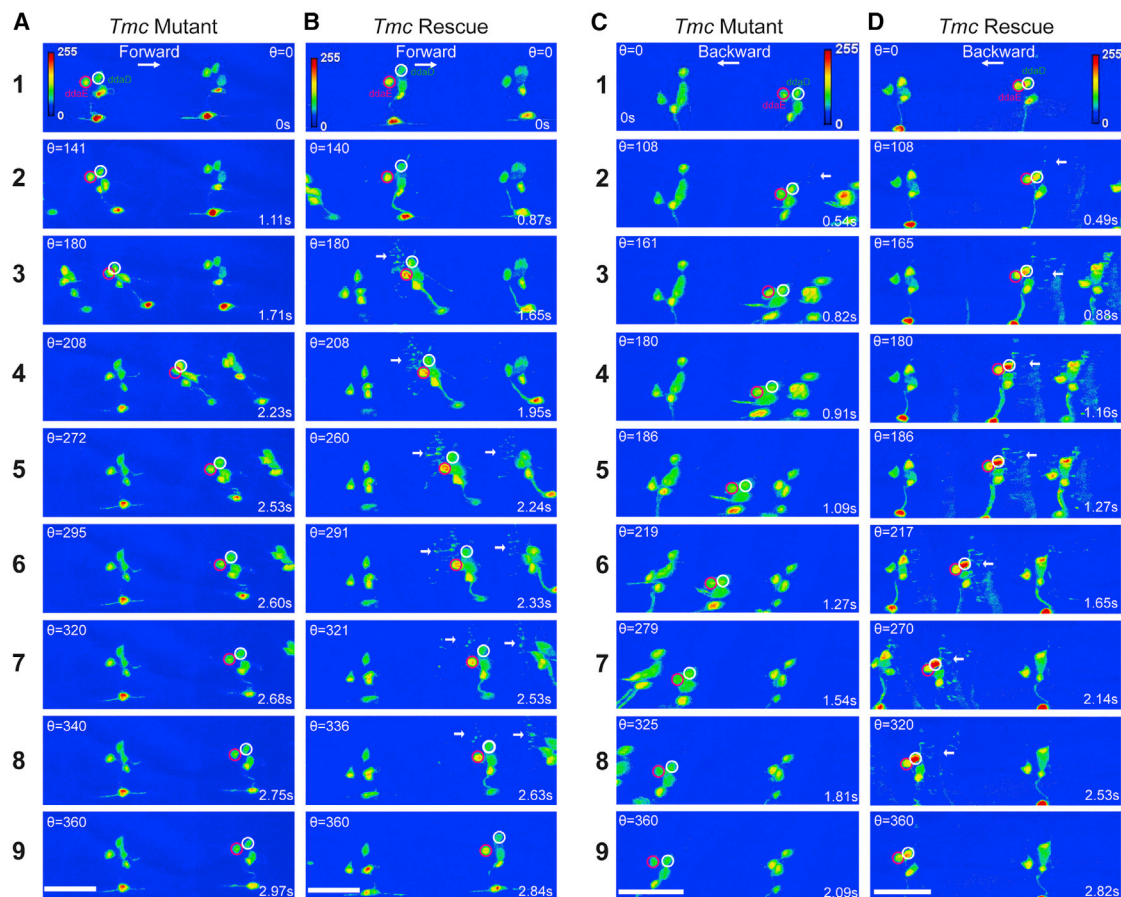 A Tmc Mutant B Tmc Rescue C Tmc Mutant D Tmc Rescue
1
255 Forward θ=0 ddaD ddaE 0 0s
255 Forward θ=0 ddaD ddaE 0 0s
θ=0 Backward 255 ddaD ddaE 0s 0
θ=0 Backward 255 ddaD ddaE 0
2
θ=141 1.11s
θ=140 0.87s
θ=108 0.54s
θ=108 0.49s
3
θ=180 1.71s
θ=180 1.65s
θ=161 0.82s
θ=165 0.88s
4
θ=208 2.23s
θ=208 1.95s
θ=180 0.91s
θ=180 1.16s
5
θ=272 2.53s
θ=260 2.24s
θ=186 1.09s
θ=186 1.27s
6
θ=295 2.60s
θ=291 2.33s
θ=219 1.27s
θ=217 1.65s
7
θ=320 2.68s
θ=321 2.53s
θ=279 1.54s
θ=270 2.14s
8
θ=340 2.75s
θ=336 2.63s
θ=325 1.81s
θ=320 2.53s
9
θ=360 2.97s
θ=360 2.84s
θ=360 2.09s
θ=360 2.82s